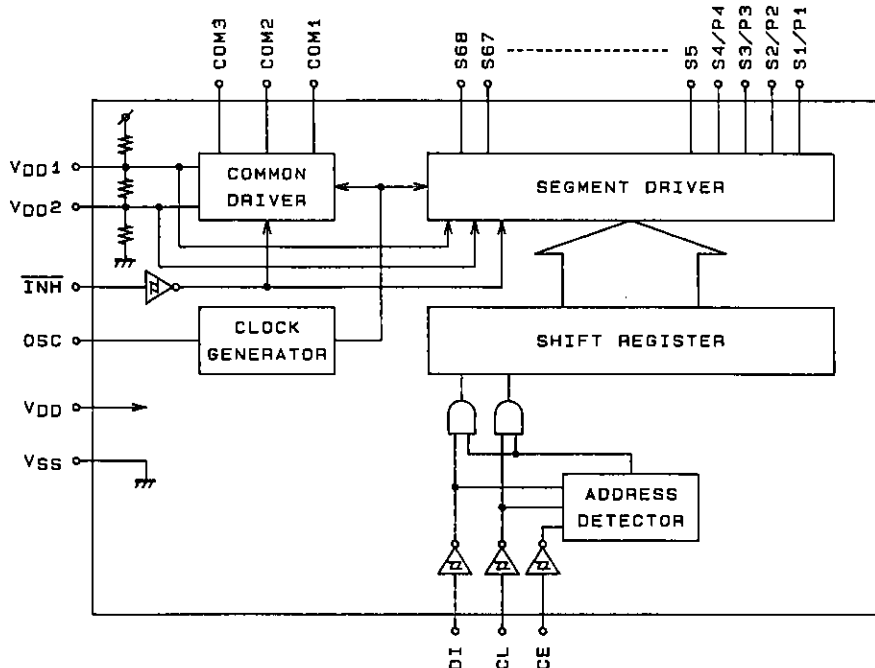 COM3
COM2
COM1
S68
S67
S5
S4/P4
S3/P3
S2/P2
S1/P1
VDD1
VDD2
INH
OSC
VDD
VSS
COMMON
DRIVER
SEGMENT DRIVER
CLOCK
GENERATOR
SHIFT REGISTER
ADDRESS
DETECTOR
DI
CL
CE